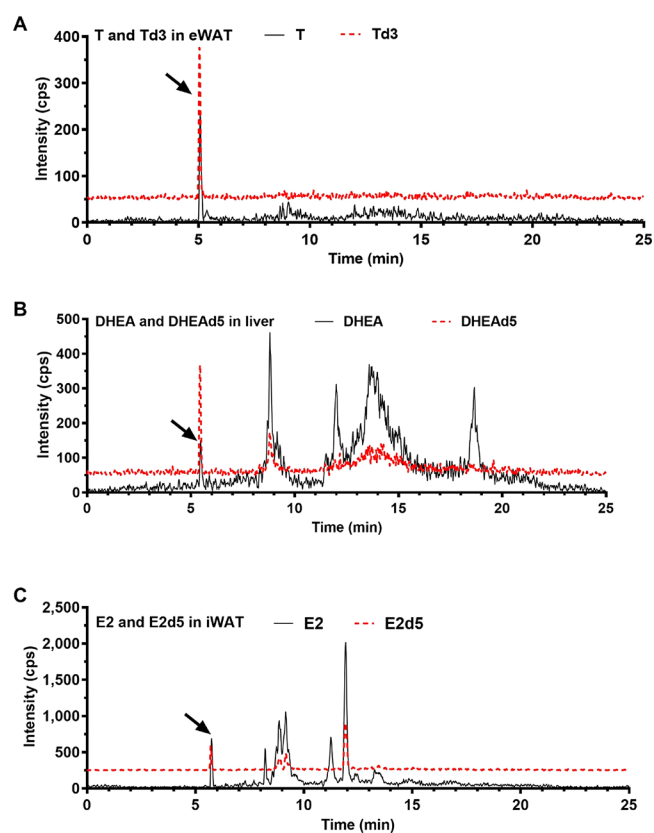 A
T and Td3 in eWAT T Td3
Intensity (cps)
400
300
200
100
0
0 5 10 15 20 25
Time (min)
B
DHEA and DHEAd5 in liver DHEA DHEAd5
Intensity (cps)
500
400
300
200
100
0
0 5 10 15 20 25
Time (min)
C
E2 and E2d5 in iWAT E2 E2d5
Intensity (cps)
2,500
2,000
1,500
1,000
500
0
0 5 10 15 20 25
Time (min)